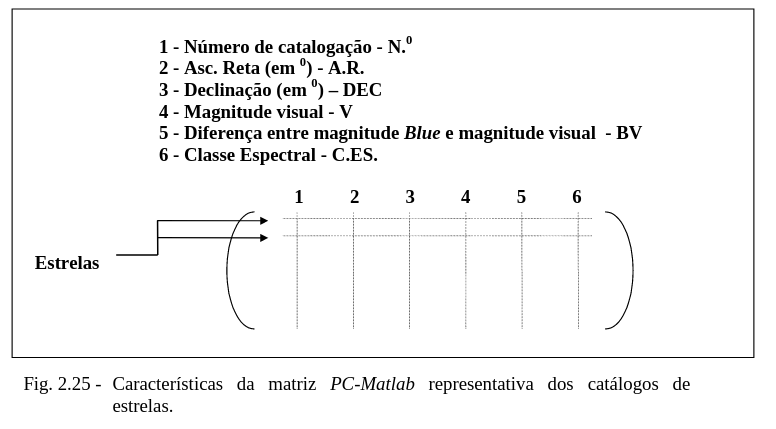 1 - Número de catalogação - N.⁰
2 - Asc. Reta (em ⁰) - A.R.
3 - Declinação (em ⁰) – DEC
4 - Magnitude visual - V
5 - Diferença entre magnitude Blue e magnitude visual - BV
6 - Classe Espectral - C.ES.
1 2 3 4 5 6
Estrelas
Fig. 2.25 - Características da matriz PC-Matlab representativa dos catálogos de
estrelas.